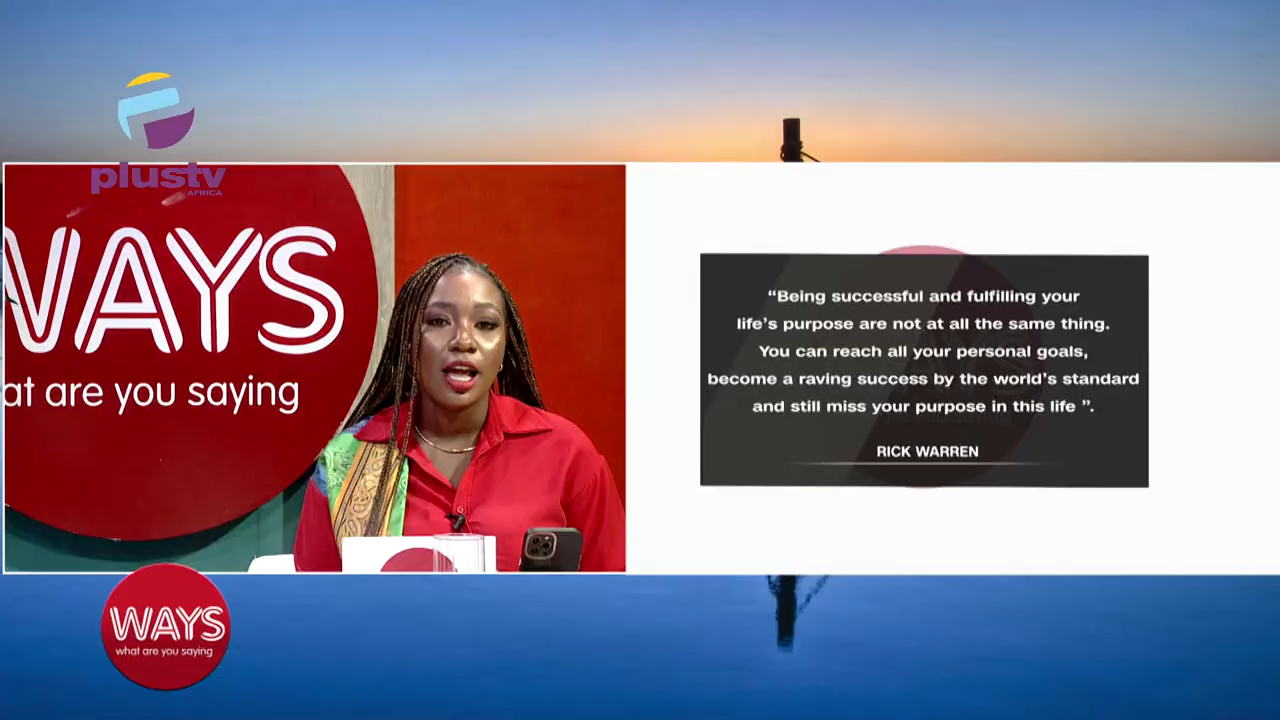 plustv
AFRICA
WAYS
at are you saying
“Being successful and fulfilling your
life’s purpose are not at all the same thing.
You can reach all your personal goals,
become a raving success by the world’s standard
and still miss your purpose in this life ”.
RICK WARREN
WAYS
what are you saying